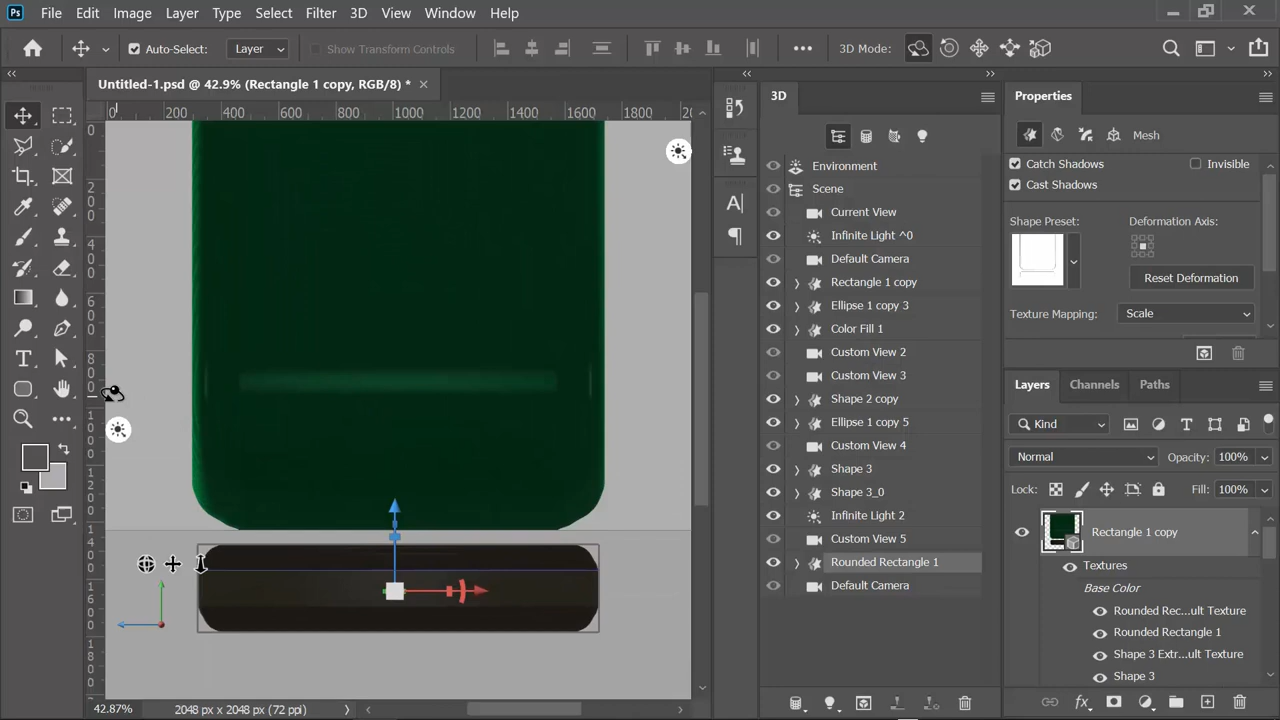 Ps File Edit Image Layer Type Select Filter 3D View Window Help
Auto-Select: Layer Show Transform Controls 3D Mode:
Untitled-1.psd @ 42.9% (Rectangle 1 copy, RGB/8) *
0 200 400 600 800 1000 1200 1400 1600 1800
3D
Environment
Scene
Current View
Infinite Light ^0
Default Camera
Rectangle 1 copy
Ellipse 1 copy 3
Color Fill 1
Custom View 2
Custom View 3
Shape 2 copy
Ellipse 1 copy 5
Custom View 4
Shape 3
Shape 3_0
Infinite Light 2
Custom View 5
Rounded Rectangle 1
Default Camera
Properties
Mesh
Catch Shadows Invisible
Cast Shadows
Shape Preset: Deformation Axis:
Reset Deformation
Texture Mapping: Scale
Layers Channels Paths
Kind
Normal Opacity: 100%
Lock: Fill: 100%
Rectangle 1 copy
Textures
Base Color
Rounded Rec...ult Texture
Rounded Rectangle 1
Shape 3 Extr...ult Texture
Shape 3
42.87% 2048 px x 2048 px (72 ppi)